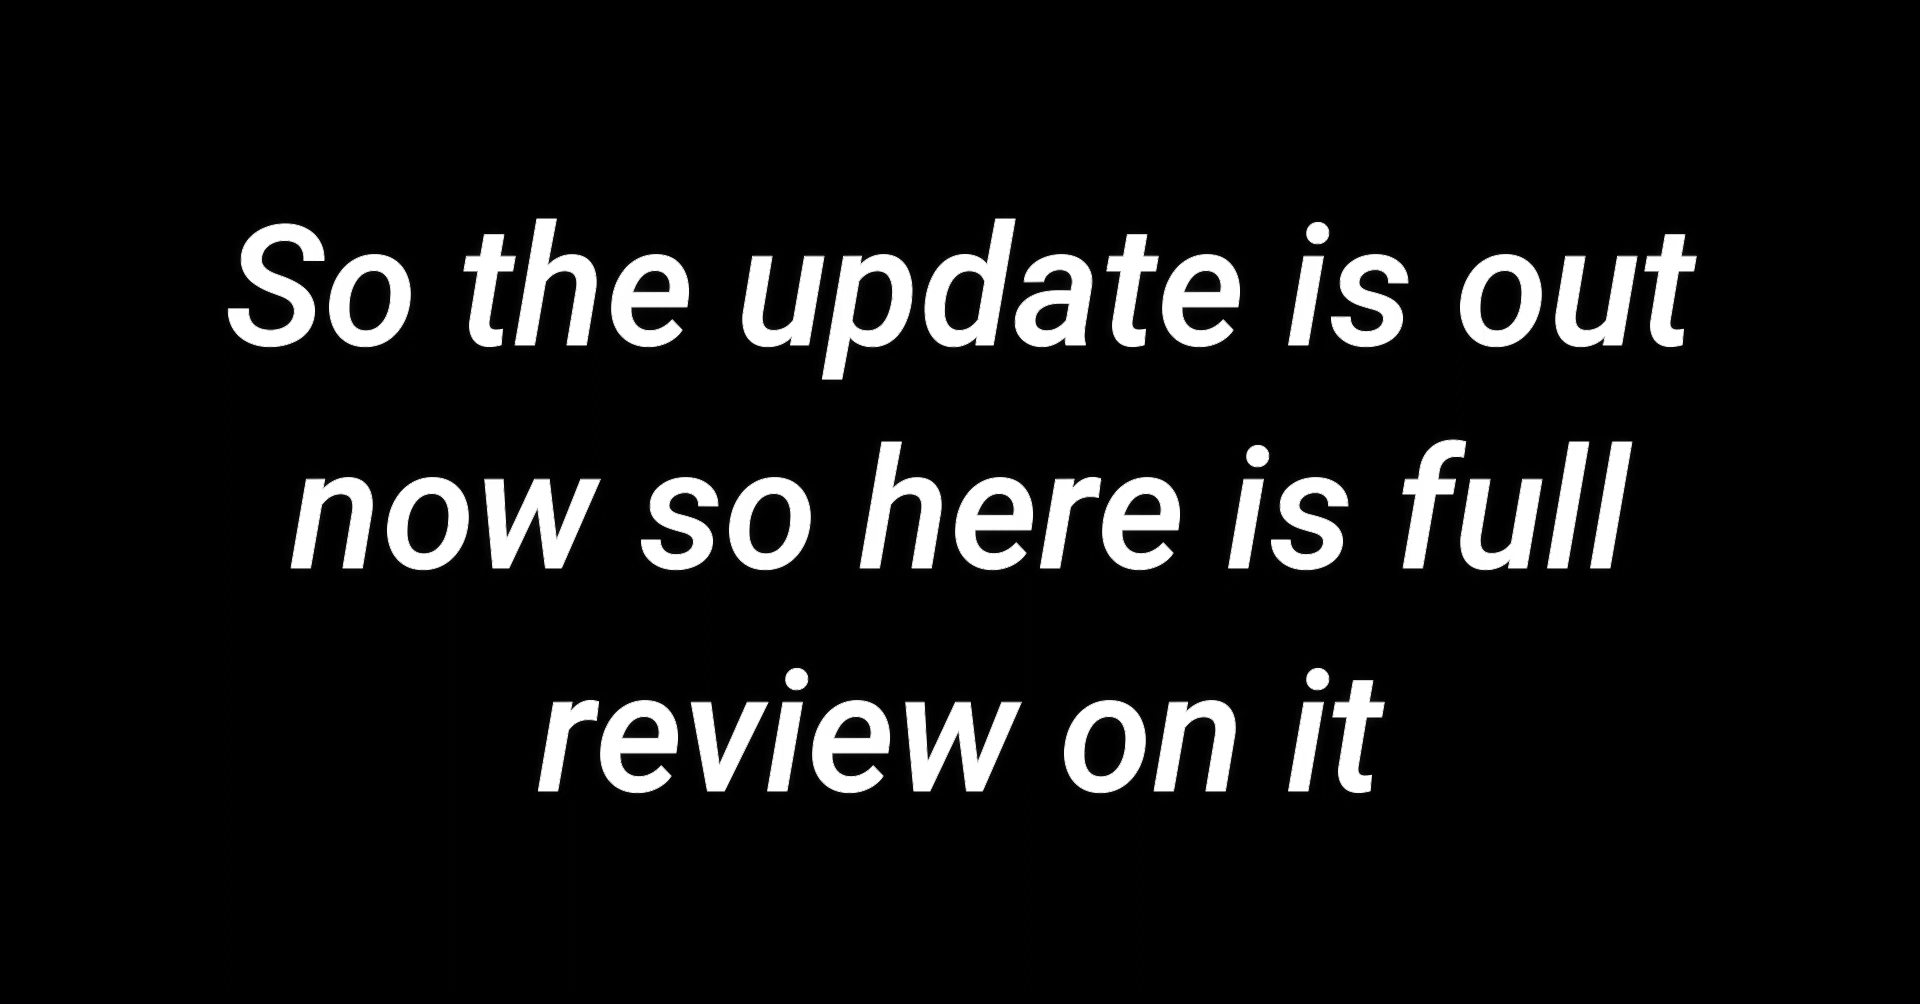 So the update is out
now so here is full
review on it